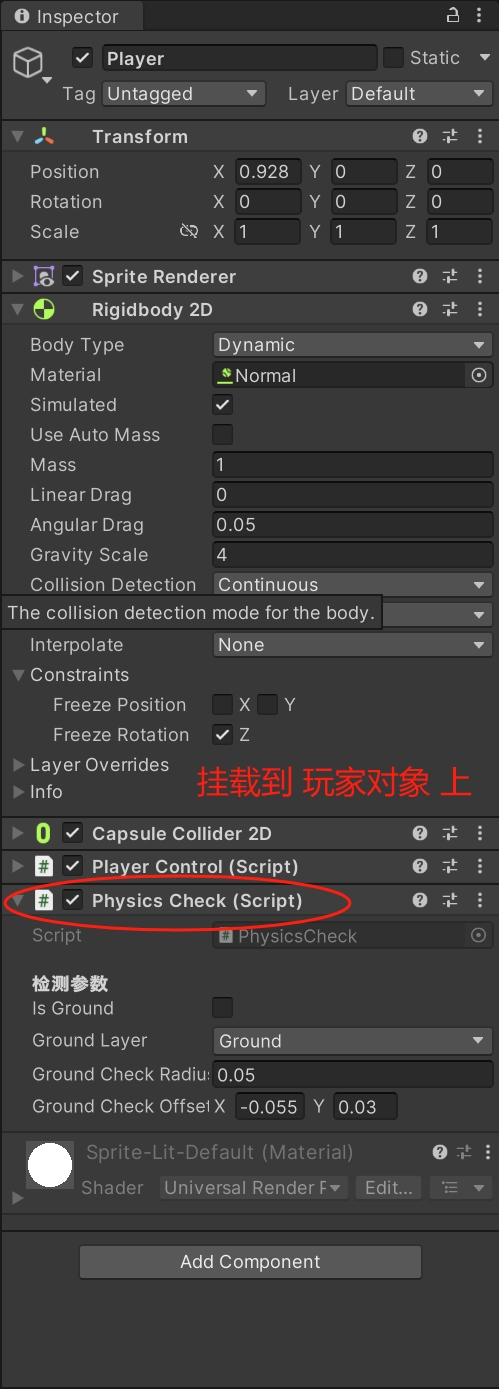 Inspector
Player
Static
Tag Untagged Layer Default
Transform
Position X 0.928 Y 0 Z 0
Rotation X 0 Y 0 Z 0
Scale X 1 Y 1 Z 1
Sprite Renderer
Rigidbody 2D
Body Type Dynamic
Material Normal
Simulated
Use Auto Mass
Mass 1
Linear Drag 0
Angular Drag 0.05
Gravity Scale 4
Collision Detection Continuous
The collision detection mode for the body.
Interpolate None
Constraints
Freeze Position X Y
Freeze Rotation Z
Layer Overrides
挂载到 玩家对象 上
Info
Capsule Collider 2D
# Player Control (Script)
# Physics Check (Script)
Script # PhysicsCheck
检测参数
Is Ground
Ground Layer Ground
Ground Check Radiu 0.05
Ground Check Offset X -0.055 Y 0.03
Sprite-Lit-Default (Material)
Shader Universal Render F Edit...
Add Component